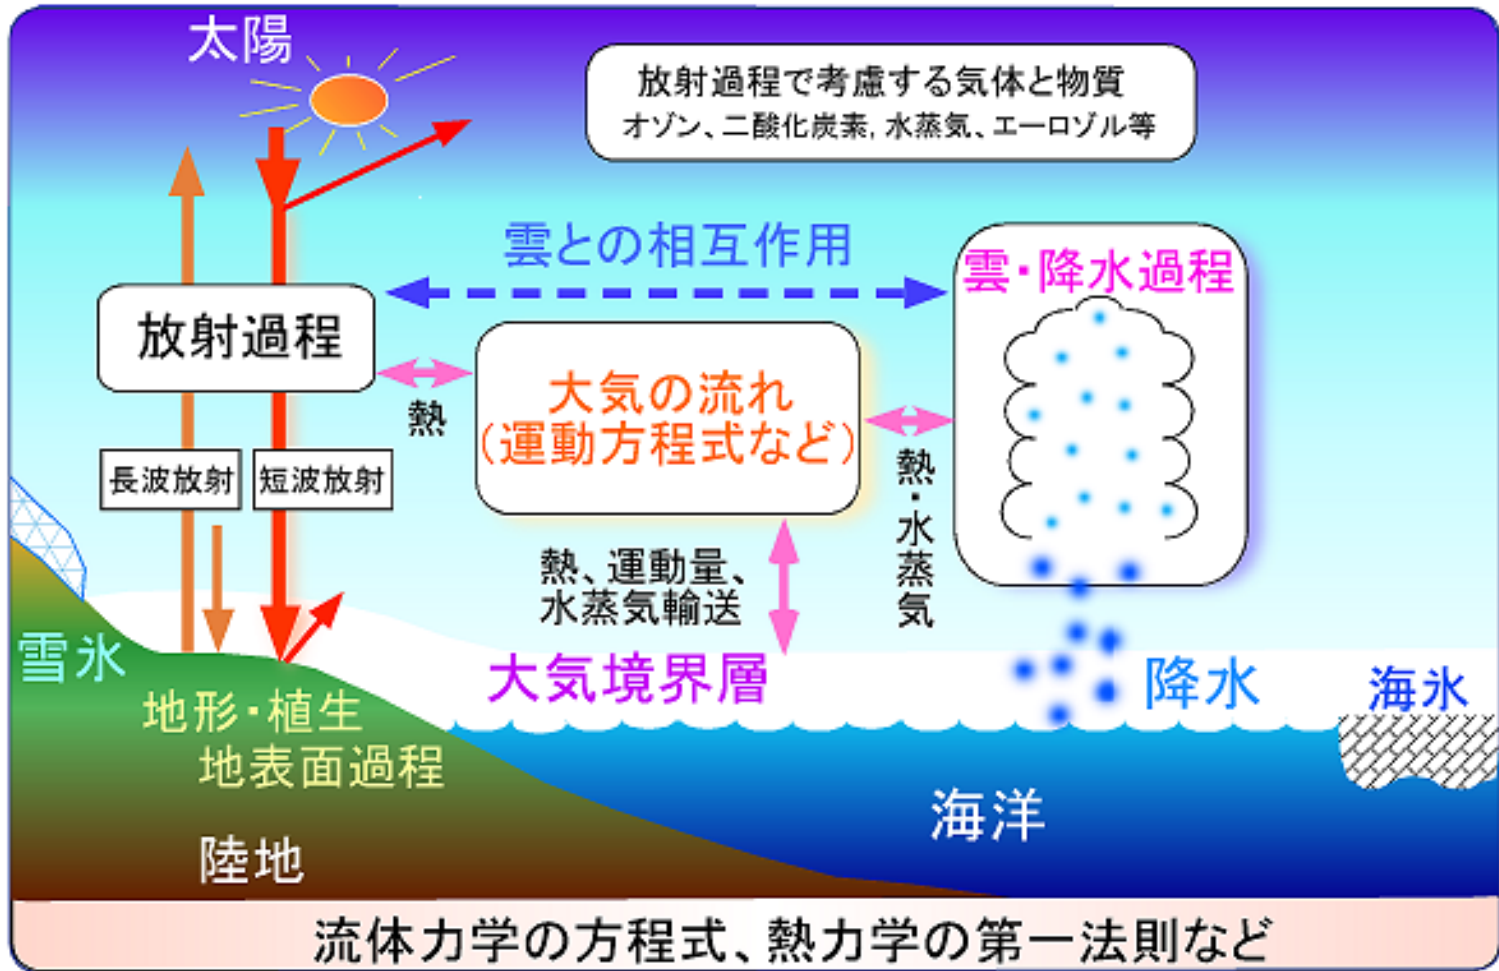 太陽
放射過程で考慮する気体と物質
オゾン、二酸化炭素, 水蒸気、エーロゾル等
雲との相互作用
雲・降水過程
放射過程
大気の流れ
(運動方程式など)
熱
長波放射
短波放射
熱・水蒸気
熱、運動量、
水蒸気輸送
雪氷
大気境界層
降水
海氷
地形・植生
地表面過程
海洋
陸地
流体力学の方程式、熱力学の第一法則など